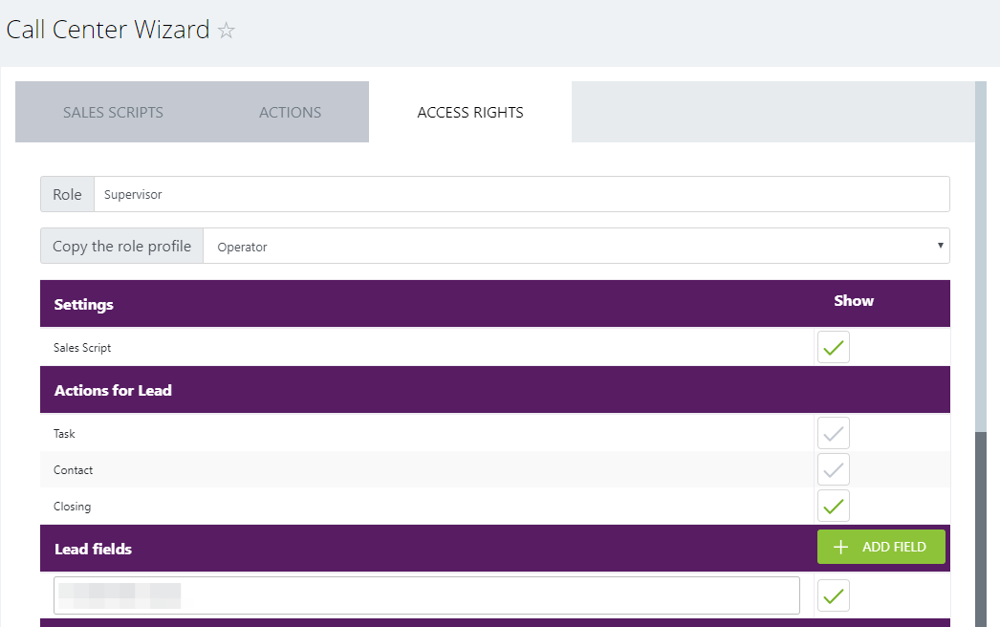 Call Center Wizard
SALES SCRIPTS ACTIONS ACCESS RIGHTS
Role Supervisor
Copy the role profile Operator
Settings Show
Sales Script
Actions for Lead
Task
Contact
Closing
Lead fields ADD FIELD